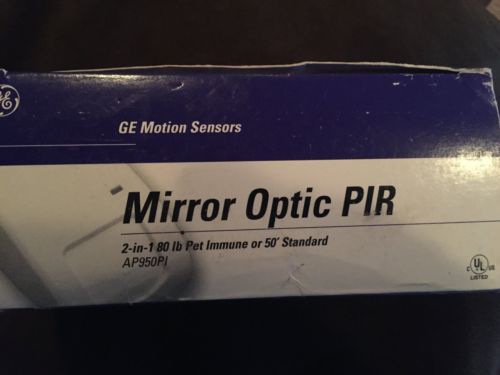 GE
GE Motion Sensors
Mirror Optic PIR
2-in-1 80 lb Pet Immune or 50' Standard
AP950PI
C UL US
LISTED